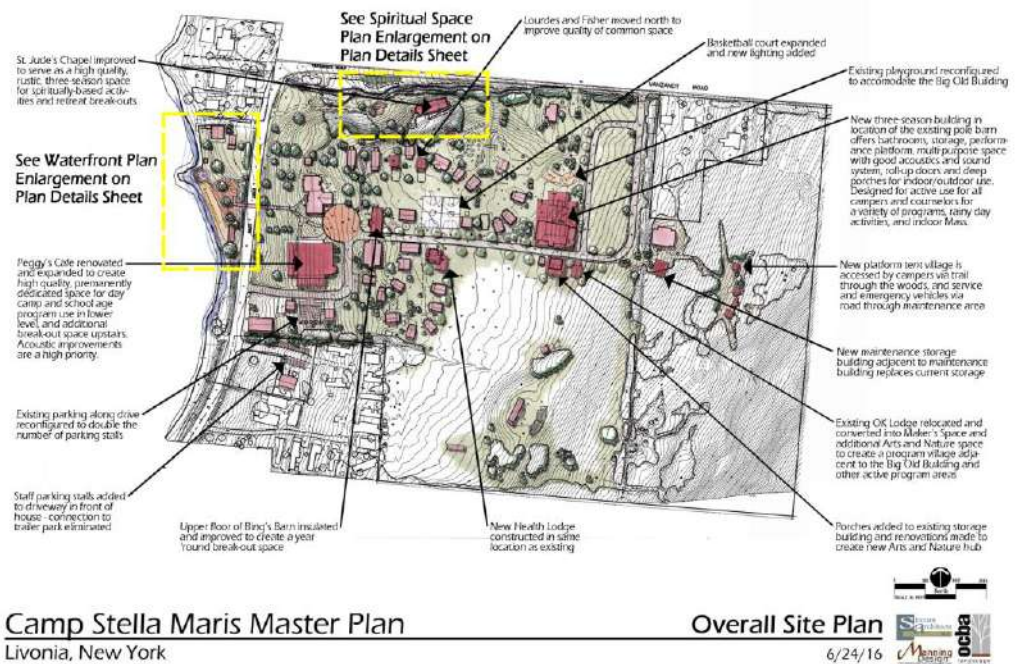 See Spiritual Space
Plan Enlargement on
Plan Details Sheet
Lourdes and Fisher moved north to
improve quality of common space
Basketball court expanded
and new lighting added
St. Jude's Chapel improved
to serve as a high quality,
rustic, three-season space
for spiritually-based activ-
ities and retreat break-outs
Existing playground reconfigured
to accomodate the Big Old Building
VANZANDT ROAD
New three-season building in
location of the existing pole barn
offers bathrooms, storage, perform-
ance platform, multi-purpose space
with good acoustics and sound
system, roll-up doors and deep
porches for indoor/outdoor use.
Designed for active use for all
campers and counselors for
a variety of programs, rainy day
activities, and indoor Mass.
See Waterfront Plan
Enlargement on
Plan Details Sheet
Peggy's Cafe renovated
and expanded to create
high quality, premanently
dedicated space for day
camp and school age
program use in lower
level, and additional
break-out space upstairs.
Acoustic improvements
are a high priority.
New platform tent village is
accessed by campers via trail
through the woods, and service
and emergency vehicles via
road through maintenance area
New maintenance storage
building adjacent to maintenance
building replaces current storage
Existing parking along drive
reconfigured to double the
number of parking stalls
Existing OK Lodge relocated and
converted into Maker's Space and
additional Arts and Nature space
to create a program village adja-
cent to the Big Old Building and
other active program areas
Staff parking stalls added
to driveway in front of
house - connection to
trailer park eliminated
Upper floor of Bing's Barn insulated
and improved to create a year
'round break-out space
New Health Lodge
constructed in same
location as existing
Porches added to existing storage
building and renovations made to
create new Arts and Nature hub
North
Camp Stella Maris Master Plan
Overall Site Plan
Livonia, New York
6/24/16
Manning
Design
ocba